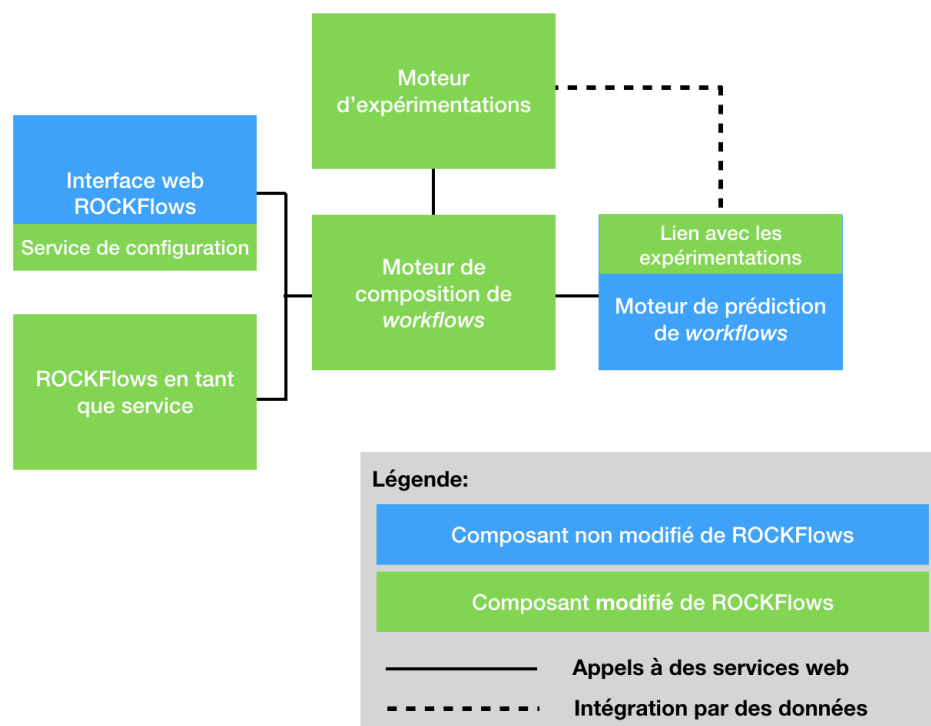 Moteur
d'expérimentations
Interface web
ROCKFlows
Service de configuration
Moteur de
composition de
workflows
Lien avec les
expérimentations
Moteur de prédiction
de workflows
ROCKFlows en tant
que service
Légende:
Composant non modifié de ROCKFlows
Composant modifié de ROCKFlows
Appels à des services web
Intégration par des données